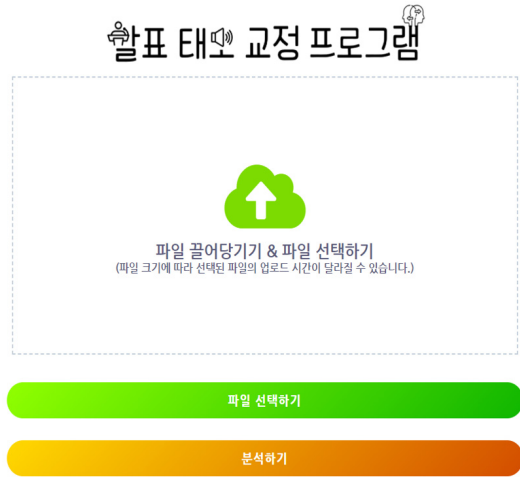 발표 태도 교정 프로그램
파일 끌어당기기 & 파일 선택하기
(파일 크기에 따라 선택된 파일의 업로드 시간이 달라질 수 있습니다.)
파일 선택하기
분석하기